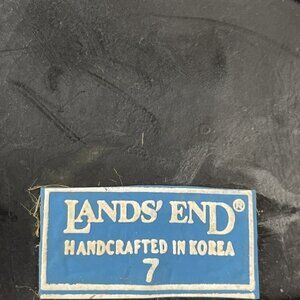 LANDS' END®
HANDCRAFTED IN KOREA
7